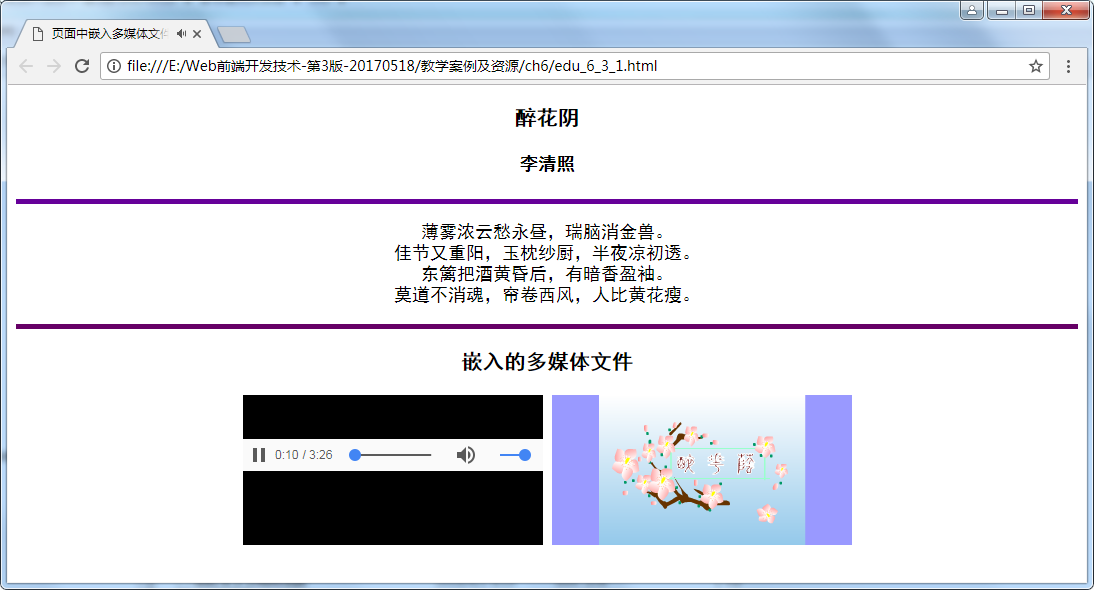 页面中嵌入多媒体文件
file:///E:/Web前端开发技术-第3版-20170518/教学案例及资源/ch6/edu_6_3_1.html
醉花阴
李清照
薄雾浓云愁永昼，瑞脑消金兽。
佳节又重阳，玉枕纱厨，半夜凉初透。
东篱把酒黄昏后，有暗香盈袖。
莫道不消魂，帘卷西风，人比黄花瘦。
嵌入的多媒体文件
0:10 / 3:26